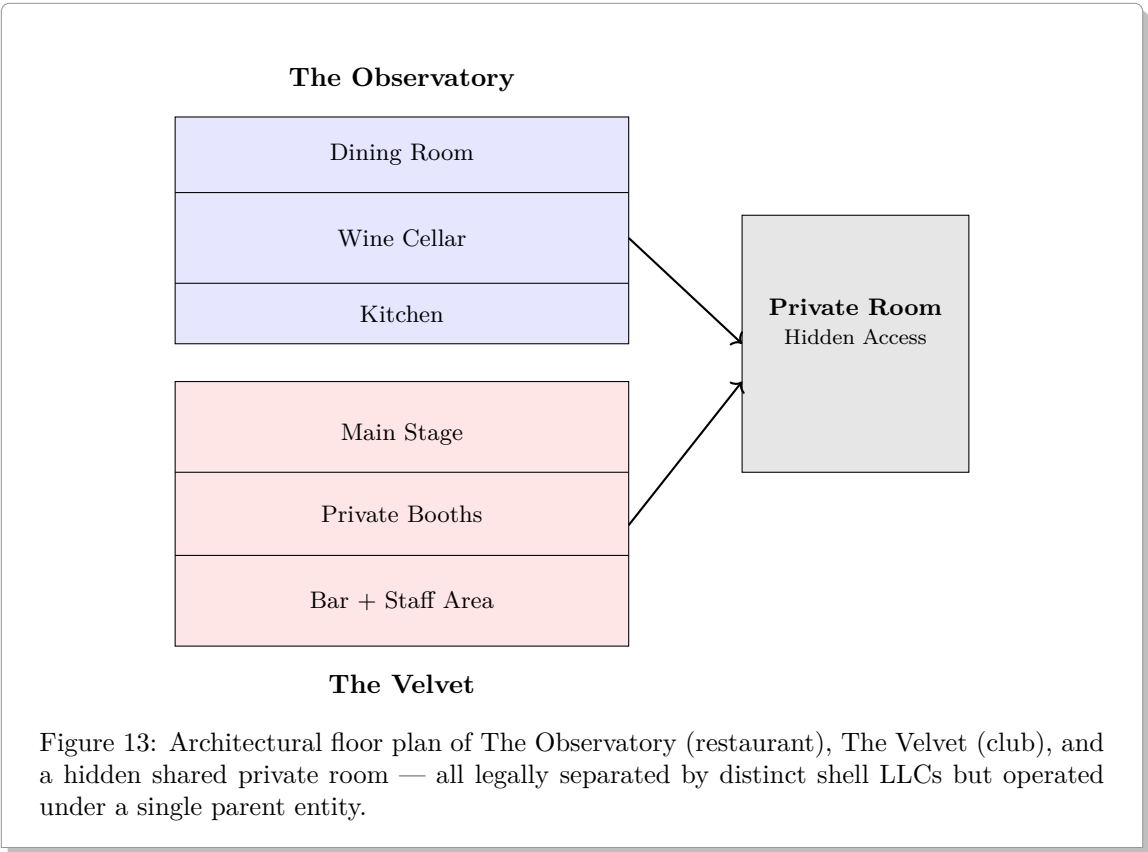 The Observatory
Dining Room
Wine Cellar
Kitchen
Private Room
Hidden Access
Main Stage
Private Booths
Bar + Staff Area
The Velvet
Figure 13: Architectural floor plan of The Observatory (restaurant), The Velvet (club), and
a hidden shared private room — all legally separated by distinct shell LLCs but operated
under a single parent entity.